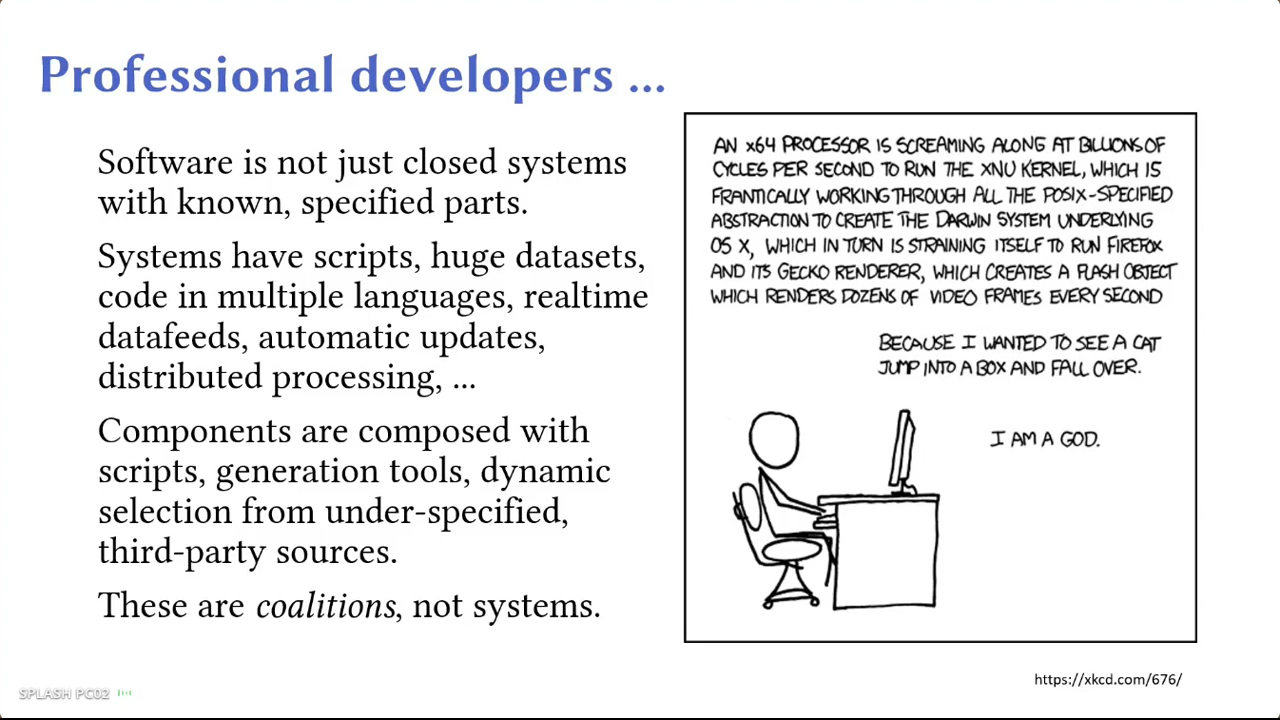 Professional developers ...
Software is not just closed systems
with known, specified parts.
Systems have scripts, huge datasets,
code in multiple languages, realtime
datafeeds, automatic updates,
distributed processing, ...
Components are composed with
scripts, generation tools, dynamic
selection from under-specified,
third-party sources.
These are coalitions, not systems.
AN x64 PROCESSOR IS SCREAMING ALONG AT BILLIONS OF
CYCLES PER SECOND TO RUN THE XNU KERNEL, WHICH IS
FRANTICALLY WORKING THROUGH ALL THE POSIX-SPECIFIED
ABSTRACTION TO CREATE THE DARWIN SYSTEM UNDERLYING
OS X, WHICH IN TURN IS STRAINING ITSELF TO RUN FIREFOX
AND ITS GECKO RENDERER, WHICH CREATES A FLASH OBJECT
WHICH RENDERS DOZENS OF VIDEO FRAMES EVERY SECOND
BECAUSE I WANTED TO SEE A CAT
JUMP INTO A BOX AND FALL OVER.
I AM A GOD.
https://xkcd.com/676/
SPLASH PC02